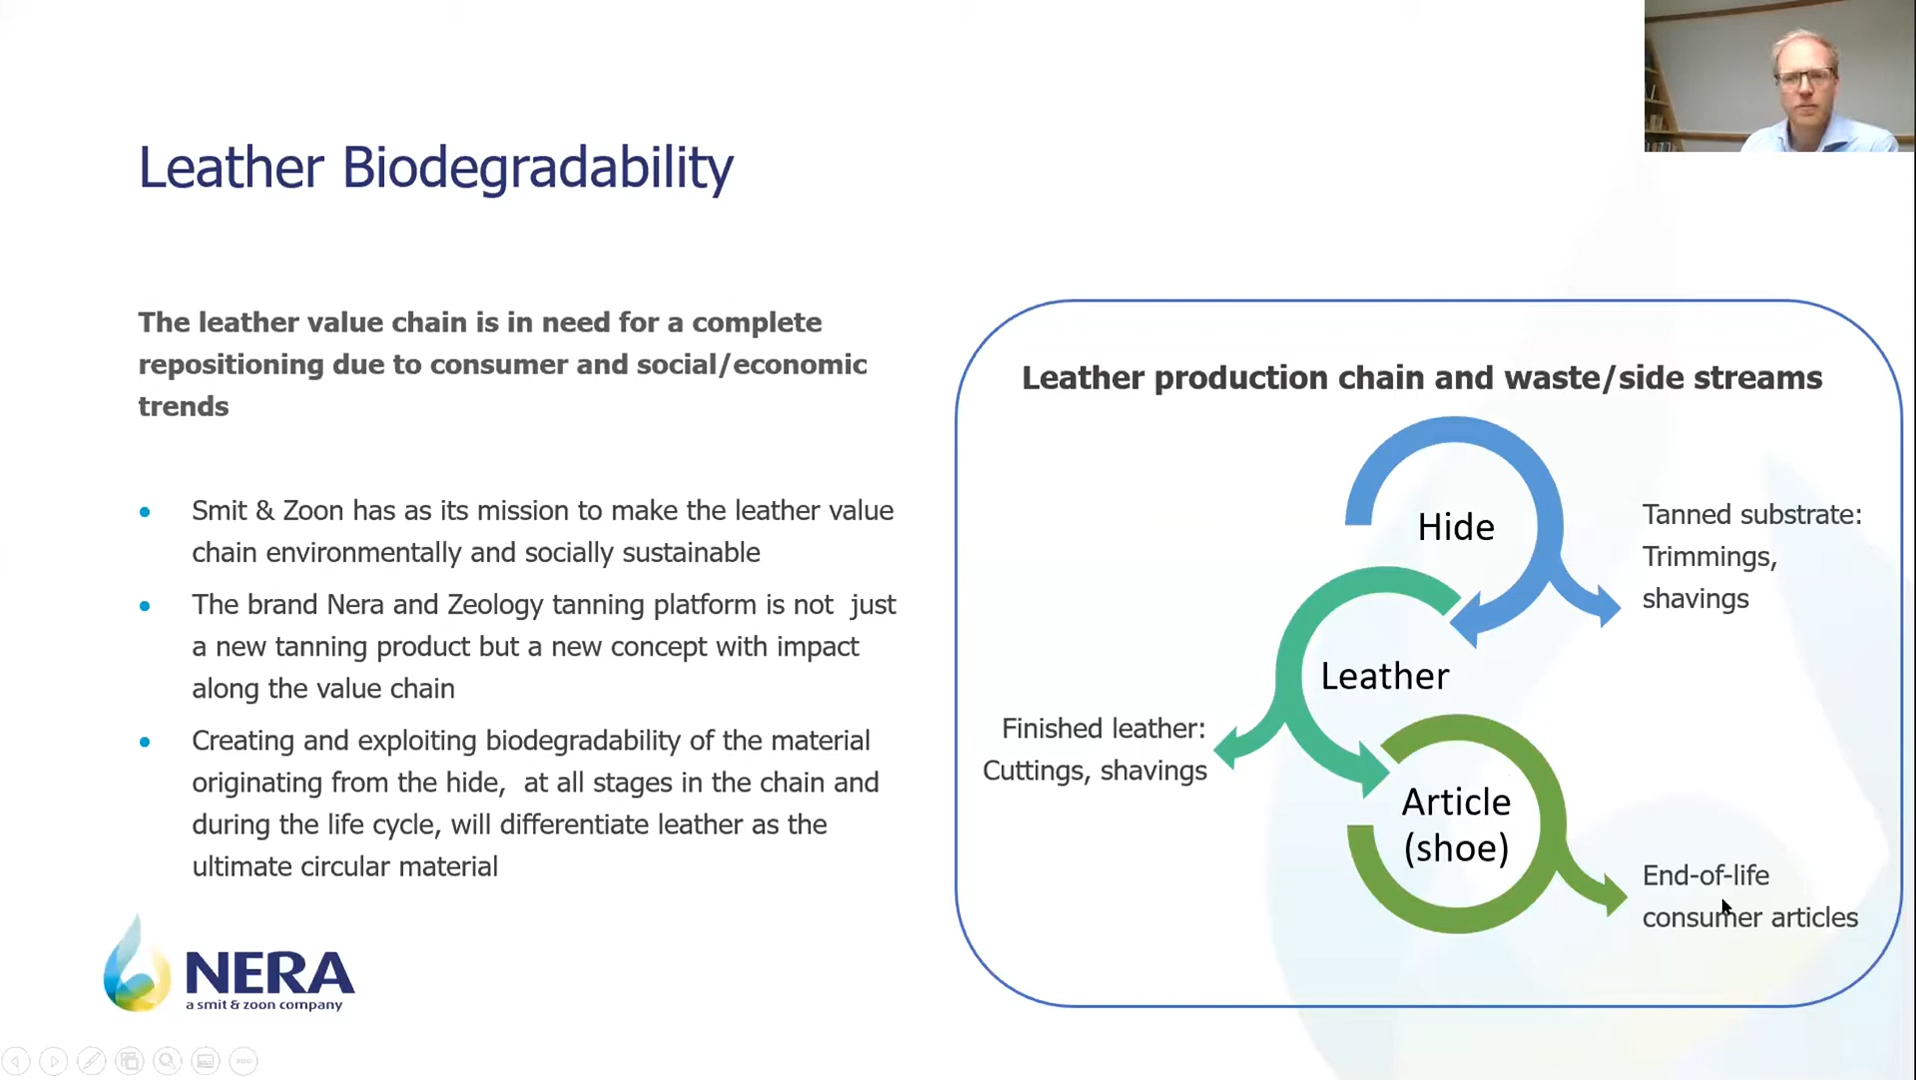 Leather Biodegradability
The leather value chain is in need for a complete
repositioning due to consumer and social/economic
trends
• Smit & Zoon has as its mission to make the leather value
chain environmentally and socially sustainable
• The brand Nera and Zeology tanning platform is not  just
a new tanning product but a new concept with impact
along the value chain
• Creating and exploiting biodegradability of the material
originating from the hide,  at all stages in the chain and
during the life cycle, will differentiate leather as the
ultimate circular material
NERA
a smit & zoon company
Leather production chain and waste/side streams
Hide
Tanned substrate:
Trimmings,
shavings
Leather
Finished leather:
Cuttings, shavings
Article
(shoe)
End-of-life
consumer articles